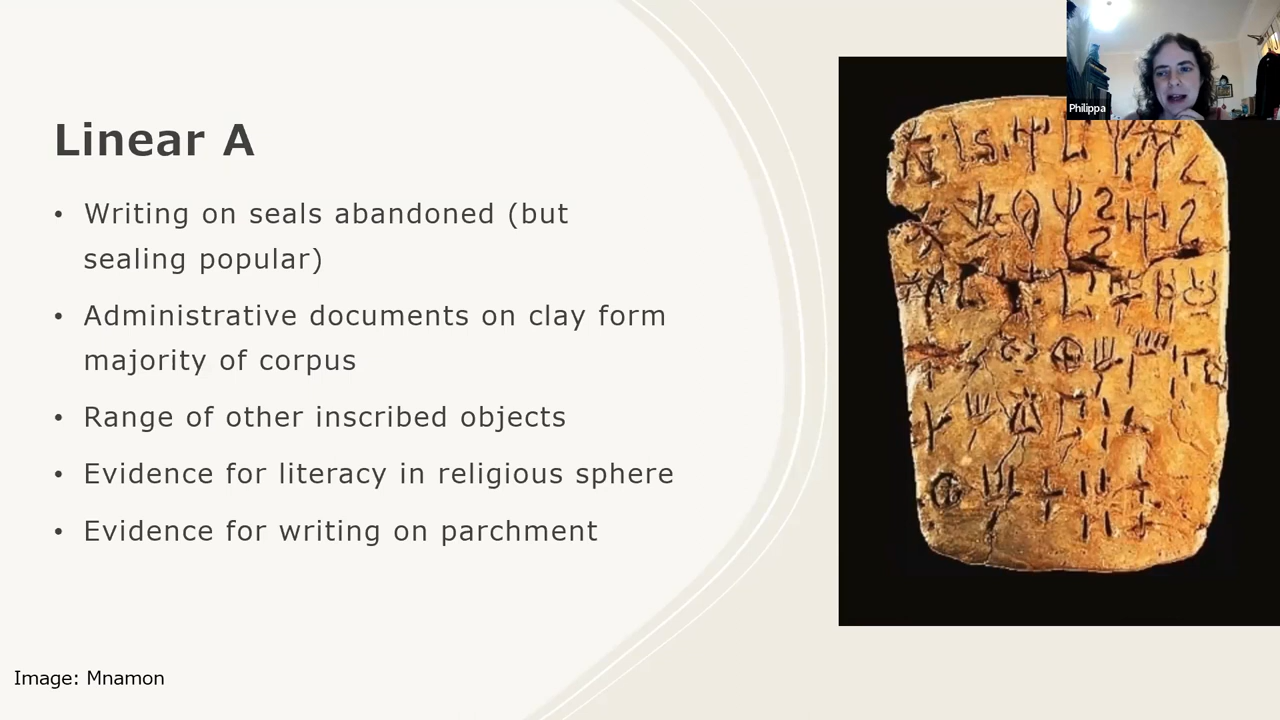 Linear A
• Writing on seals abandoned (but
sealing popular)
• Administrative documents on clay form
majority of corpus
• Range of other inscribed objects
• Evidence for literacy in religious sphere
• Evidence for writing on parchment
Image: Mnamon
Philippa